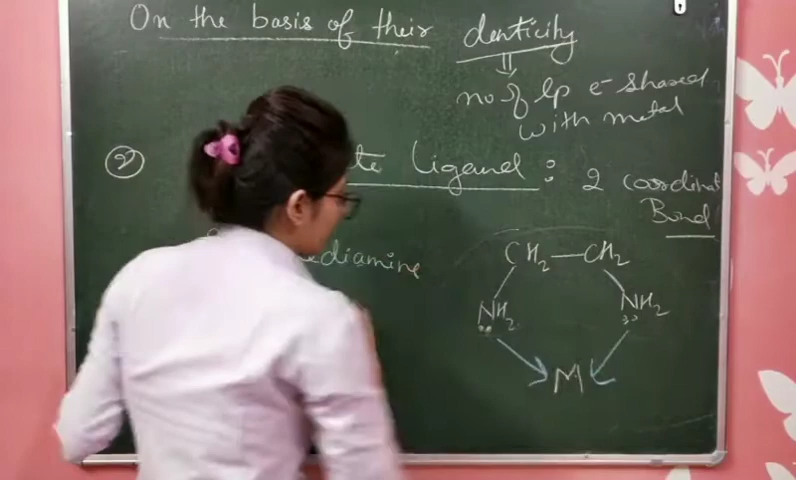 On the basis of their denticity
⇓
no of lp e- shared
with metal
② te ligand : 2 coordinat
Bond
ediamine
CH2—CH2
NH2 NH2
M